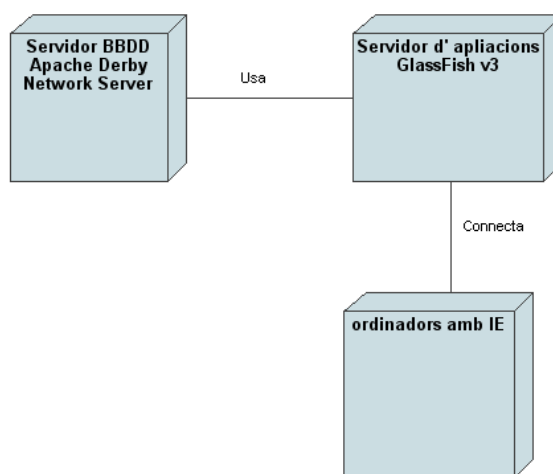 Servidor BBDD
Apache Derby
Network Server
Usa
Servidor d' apliacions
GlassFish v3
Connecta
ordinadors amb IE